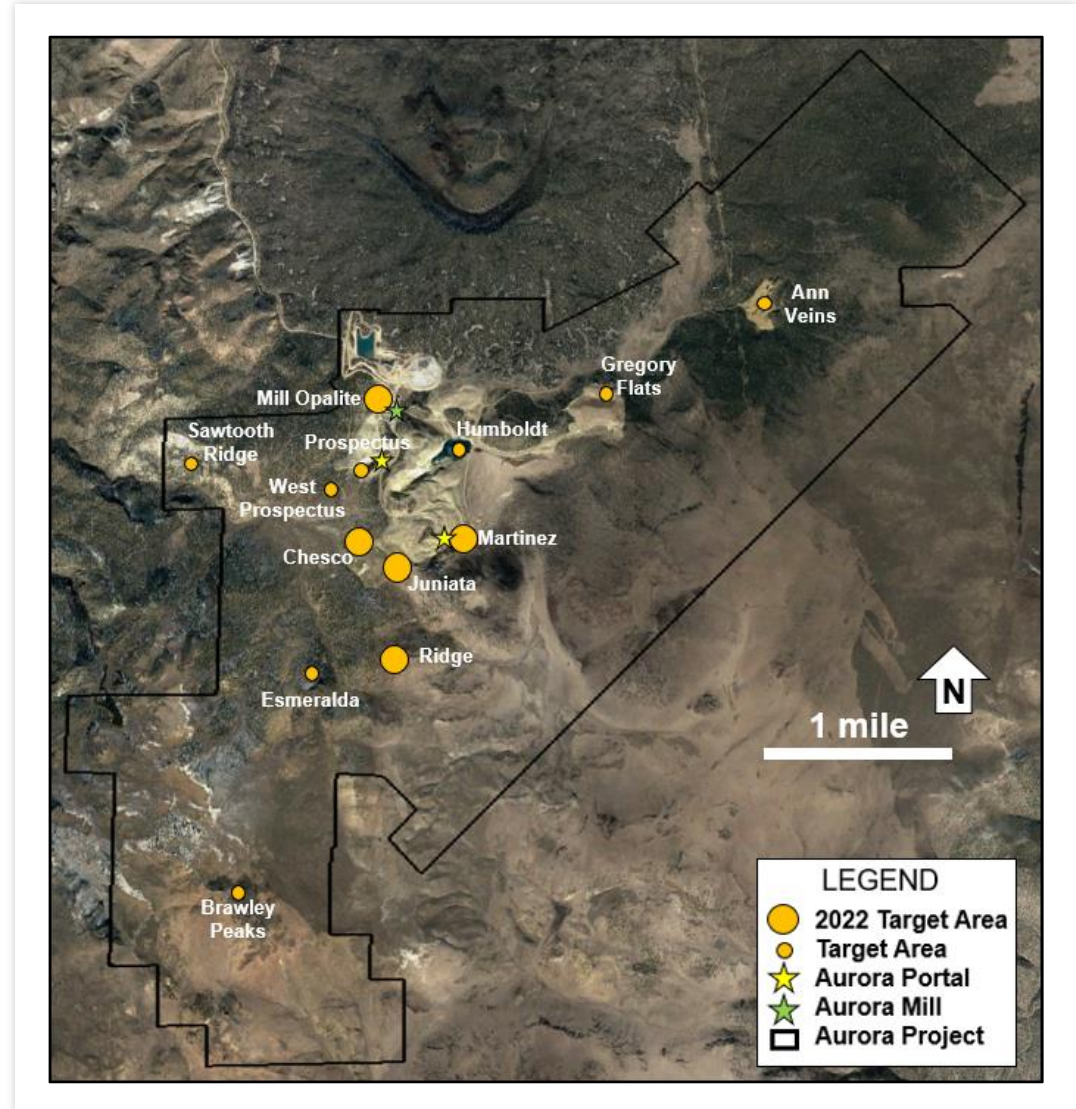 Ann
Veins
Gregory
Flats
Mill Opalite
Sawtooth
Ridge
Prospectus
Humboldt
West
Prospectus
Martinez
Chesco
Juniata
Ridge
Esmeralda
N
1 mile
Brawley
Peaks
LEGEND
2022 Target Area
Target Area
Aurora Portal
Aurora Mill
Aurora Project